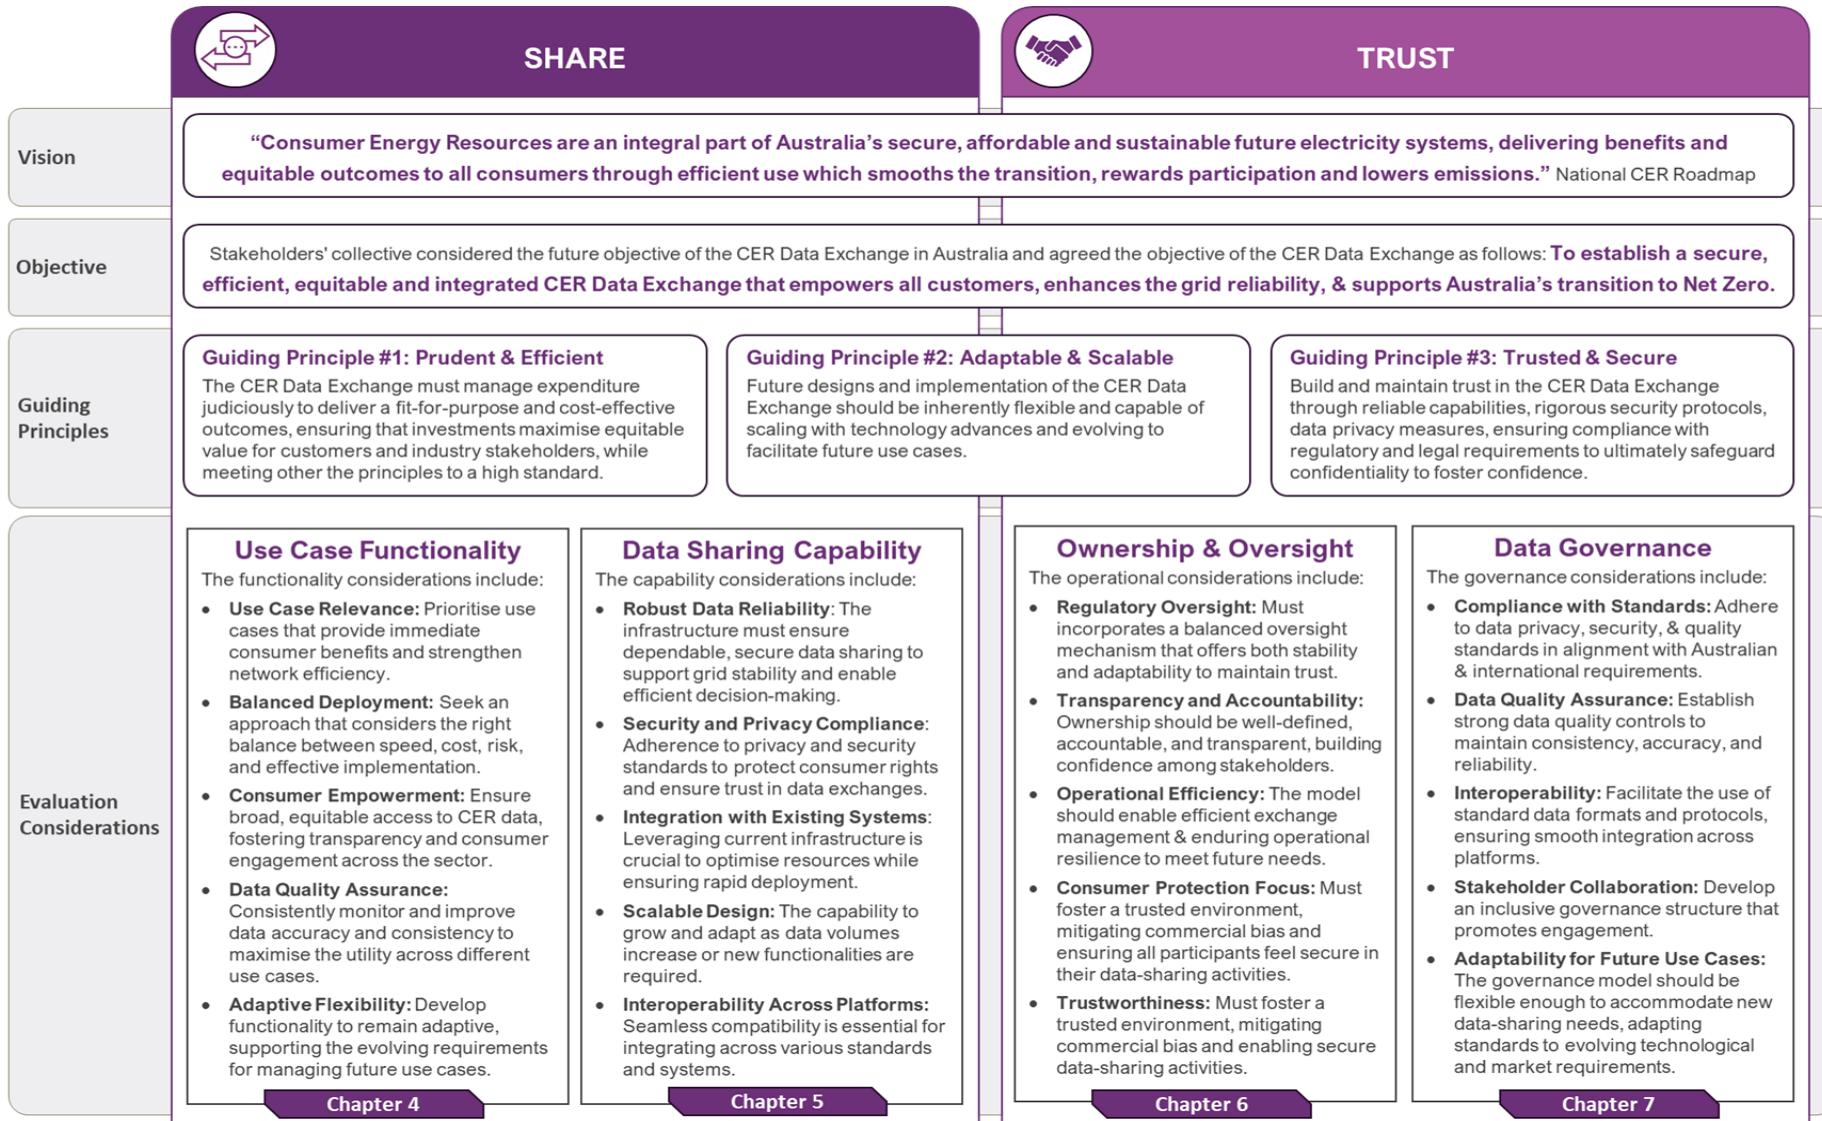 SHARE
TRUST
Vision
“Consumer Energy Resources are an integral part of Australia’s secure, affordable and sustainable future electricity systems, delivering benefits and
equitable outcomes to all consumers through efficient use which smooths the transition, rewards participation and lowers emissions.” National CER Roadmap
Objective
Stakeholders' collective considered the future objective of the CER Data Exchange in Australia and agreed the objective of the CER Data Exchange as follows: To establish a secure,
efficient, equitable and integrated CER Data Exchange that empowers all customers, enhances the grid reliability, & supports Australia’s transition to Net Zero.
Guiding
Principles
Guiding Principle #1: Prudent & Efficient
The CER Data Exchange must manage expenditure
judiciously to deliver a fit-for-purpose and cost-effective
outcomes, ensuring that investments maximise equitable
value for customers and industry stakeholders, while
meeting other the principles to a high standard.
Guiding Principle #2: Adaptable & Scalable
Future designs and implementation of the CER Data
Exchange should be inherently flexible and capable of
scaling with technology advances and evolving to
facilitate future use cases.
Guiding Principle #3: Trusted & Secure
Build and maintain trust in the CER Data Exchange
through reliable capabilities, rigorous security protocols,
data privacy measures, ensuring compliance with
regulatory and legal requirements to ultimately safeguard
confidentiality to foster confidence.
Evaluation
Considerations
Use Case Functionality
The functionality considerations include:
• Use Case Relevance: Prioritise use
cases that provide immediate
consumer benefits and strengthen
network efficiency.
• Balanced Deployment: Seek an
approach that considers the right
balance between speed, cost, risk,
and effective implementation.
• Consumer Empowerment: Ensure
broad, equitable access to CER data,
fostering transparency and consumer
engagement across the sector.
• Data Quality Assurance:
Consistently monitor and improve
data accuracy and consistency to
maximise the utility across different
use cases.
• Adaptive Flexibility: Develop
functionality to remain adaptive,
supporting the evolving requirements
for managing future use cases.
Chapter 4
Data Sharing Capability
The capability considerations include:
• Robust Data Reliability: The
infrastructure must ensure
dependable, secure data sharing to
support grid stability and enable
efficient decision-making.
• Security and Privacy Compliance:
Adherence to privacy and security
standards to protect consumer rights
and ensure trust in data exchanges.
• Integration with Existing Systems:
Leveraging current infrastructure is
crucial to optimise resources while
ensuring rapid deployment.
• Scalable Design: The capability to
grow and adapt as data volumes
increase or new functionalities are
required.
• Interoperability Across Platforms:
Seamless compatibility is essential for
integrating across various standards
and systems.
Chapter 5
Ownership & Oversight
The operational considerations include:
• Regulatory Oversight: Must
incorporates a balanced oversight
mechanism that offers both stability
and adaptability to maintain trust.
• Transparency and Accountability:
Ownership should be well-defined,
accountable, and transparent, building
confidence among stakeholders.
• Operational Efficiency: The model
should enable efficient exchange
management & enduring operational
resilience to meet future needs.
• Consumer Protection Focus: Must
foster a trusted environment,
mitigating commercial bias and
ensuring all participants feel secure in
their data-sharing activities.
• Trustworthiness: Must foster a
trusted environment, mitigating
commercial bias and enabling secure
data-sharing activities.
Chapter 6
Data Governance
The governance considerations include:
• Compliance with Standards: Adhere
to data privacy, security, & quality
standards in alignment with Australian
& international requirements.
• Data Quality Assurance: Establish
strong data quality controls to
maintain consistency, accuracy, and
reliability.
• Interoperability: Facilitate the use of
standard data formats and protocols,
ensuring smooth integration across
platforms.
• Stakeholder Collaboration: Develop
an inclusive governance structure that
promotes engagement.
• Adaptability for Future Use Cases:
The governance model should be
flexible enough to accommodate new
data-sharing needs, adapting
standards to evolving technological
and market requirements.
Chapter 7